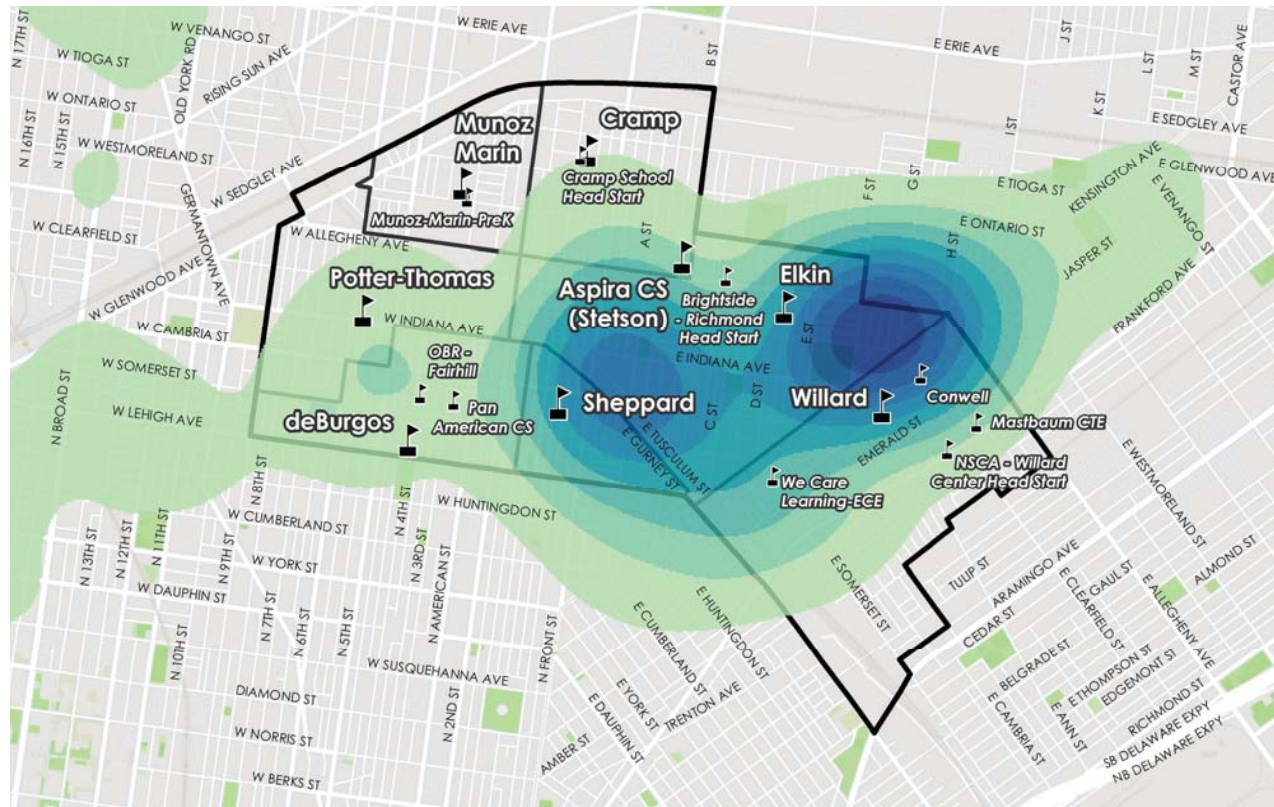 W VENANGO ST
W ERIE AVE
N 17TH ST
W TIOGA ST
OLD YORK RD
RISING SUN AVE
B ST
E ERIE AVE
J ST
L ST
M ST
CASTOR AVE
W ONTARIO ST
N 16TH ST
N 15TH ST
K ST
W WESTMORELAND ST
Munoz
Marin
Cramp
I ST
E SEDGLEY AVE
W SEDGLEY AVE
Cramp School
Head Start
G ST
F ST
E TIOGA ST
KENSINGTON AVE
E GLENWOOD AVE
E VENANGO ST
GERMANTOWN AVE
Munoz-Marin-PreK
W CLEARFIELD ST
W ALLEGHENY AVE
A ST
E ONTARIO ST
H ST
JASPER ST
W GLENWOOD AVE
Potter-Thomas
Aspira CS
(Stetson)
Brightside
- Richmond
Head Start
Elkin
FRANKFORD AVE
W CAMBRIA ST
W INDIANA AVE
E ST
OBR -
Fairhill
E INDIANA AVE
W SOMERSET ST
N BROAD ST
W LEHIGH AVE
deBurgos
Pan
American CS
Sheppard
C ST
D ST
Willard
Conwell
Mastbaum CTE
E TUSCULUM ST
E GURNEY ST
EMERALD ST
NSCA - Willard
Center Head Start
E WESTMORELAND ST
N 8TH ST
We Care
Learning-ECE
W HUNTINGDON ST
N 4TH ST
W CUMBERLAND ST
N 13TH ST
N 12TH ST
N 11TH ST
N 9TH ST
W YORK ST
N 3RD ST
N AMERICAN ST
W DAUPHIN ST
E HUNTINGDON ST
E SOMERSET ST
TULIP ST
ARAMINGO AVE
E CLEARFIELD ST
GAUL ST
ALMOND ST
E ALLEGHENY AVE
N 10TH ST
N 7TH ST
N 6TH ST
N 5TH ST
N FRONT ST
E CUMBERLAND ST
CEDAR ST
BELGRADE ST
E THOMPSON ST
EDGEMONT ST
W SUSQUEHANNA AVE
DIAMOND ST
N 2ND ST
E YORK ST
TRENTON AVE
E DAUPHIN ST
E CAMBRIA ST
E ANN ST
RICHMOND ST
W NORRIS ST
AMBER ST
SB DELAWARE EXPY
NB DELAWARE EXPY
W BERKS ST